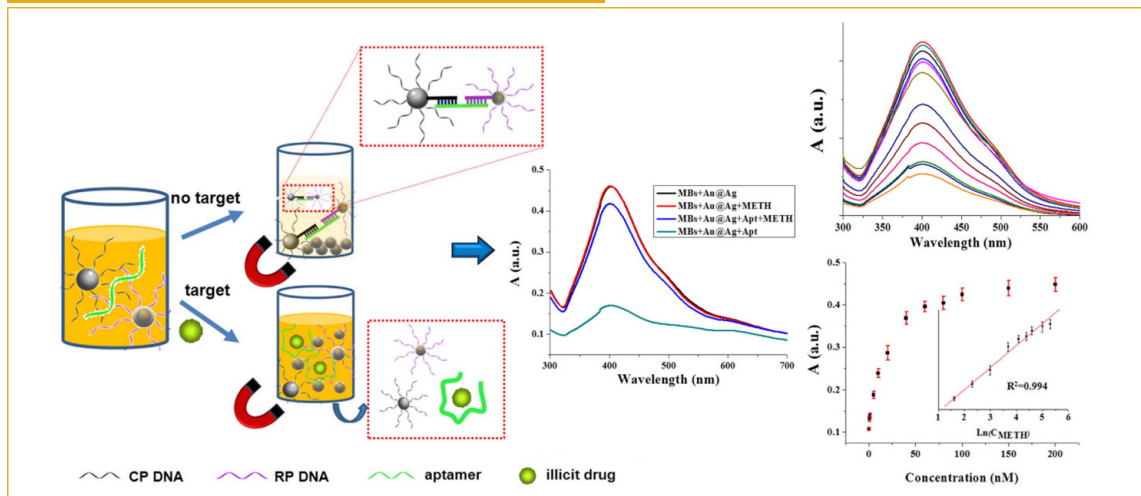 no target
target
CP DNA
RP DNA
aptamer
illicit drug
A (a.u.)
0.5
0.4
0.3
0.2
0.1
300
400
500
600
700
Wavelength (nm)
MBs+Au@Ag
MBs+Au@Ag+METH
MBs+Au@Ag+Apt+METH
MBs+Au@Ag+Apt
A (a.u.)
300
350
400
450
500
550
600
Wavelength (nm)
A (a.u.)
0.5
0.4
0.3
0.2
0.1
0
50
100
150
200
Concentration (nM)
R²=0.994
1
2
3
4
5
6
Ln(C_METH)